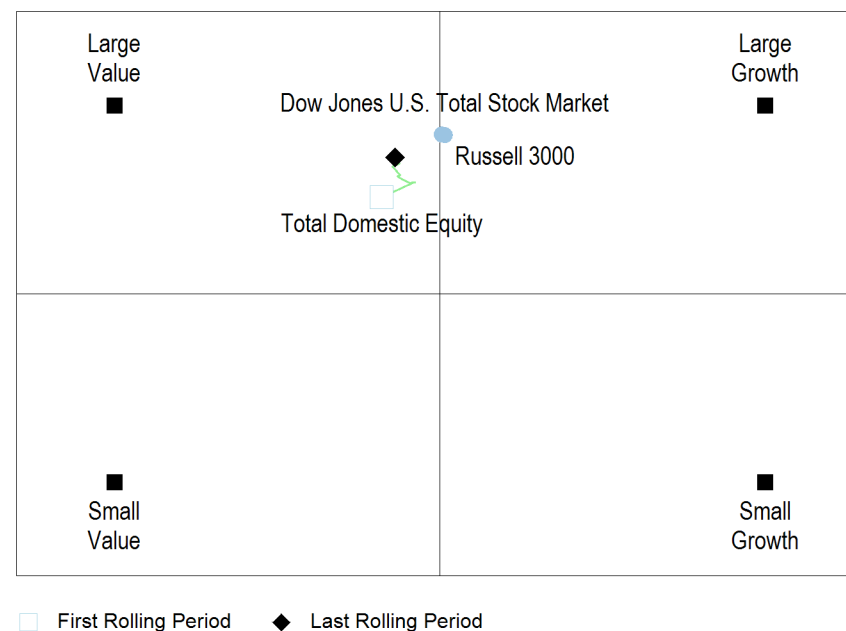 Large
Value
Large
Growth
Dow Jones U.S. Total Stock Market
Russell 3000
Total Domestic Equity
Small
Value
Small
Growth
First Rolling Period
Last Rolling Period